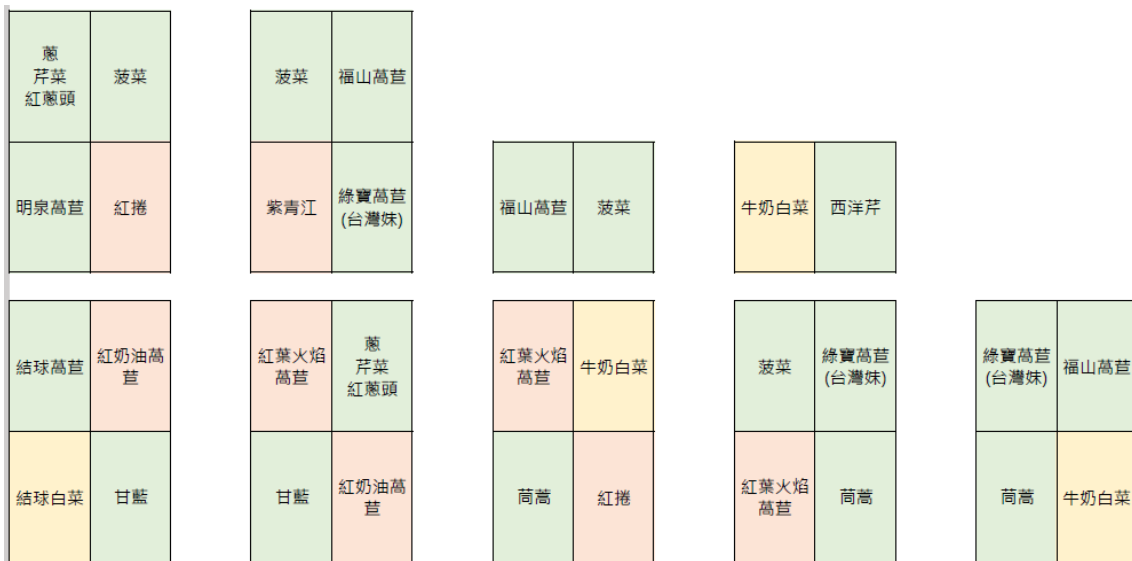 蔥
芹菜
紅蔥頭
菠菜
菠菜
福山萵苣
明泉萵苣
紅捲
紫青江
綠寶萵苣
(台灣妹)
福山萵苣
菠菜
牛奶白菜
西洋芹
結球萵苣
紅奶油萵
苣
紅葉火焰
萵苣
蔥
芹菜
紅蔥頭
紅葉火焰
萵苣
牛奶白菜
菠菜
綠寶萵苣
(台灣妹)
綠寶萵苣
(台灣妹)
福山萵苣
結球白菜
甘藍
甘藍
紅奶油萵
苣
茼蒿
紅捲
紅葉火焰
萵苣
茼蒿
茼蒿
牛奶白菜